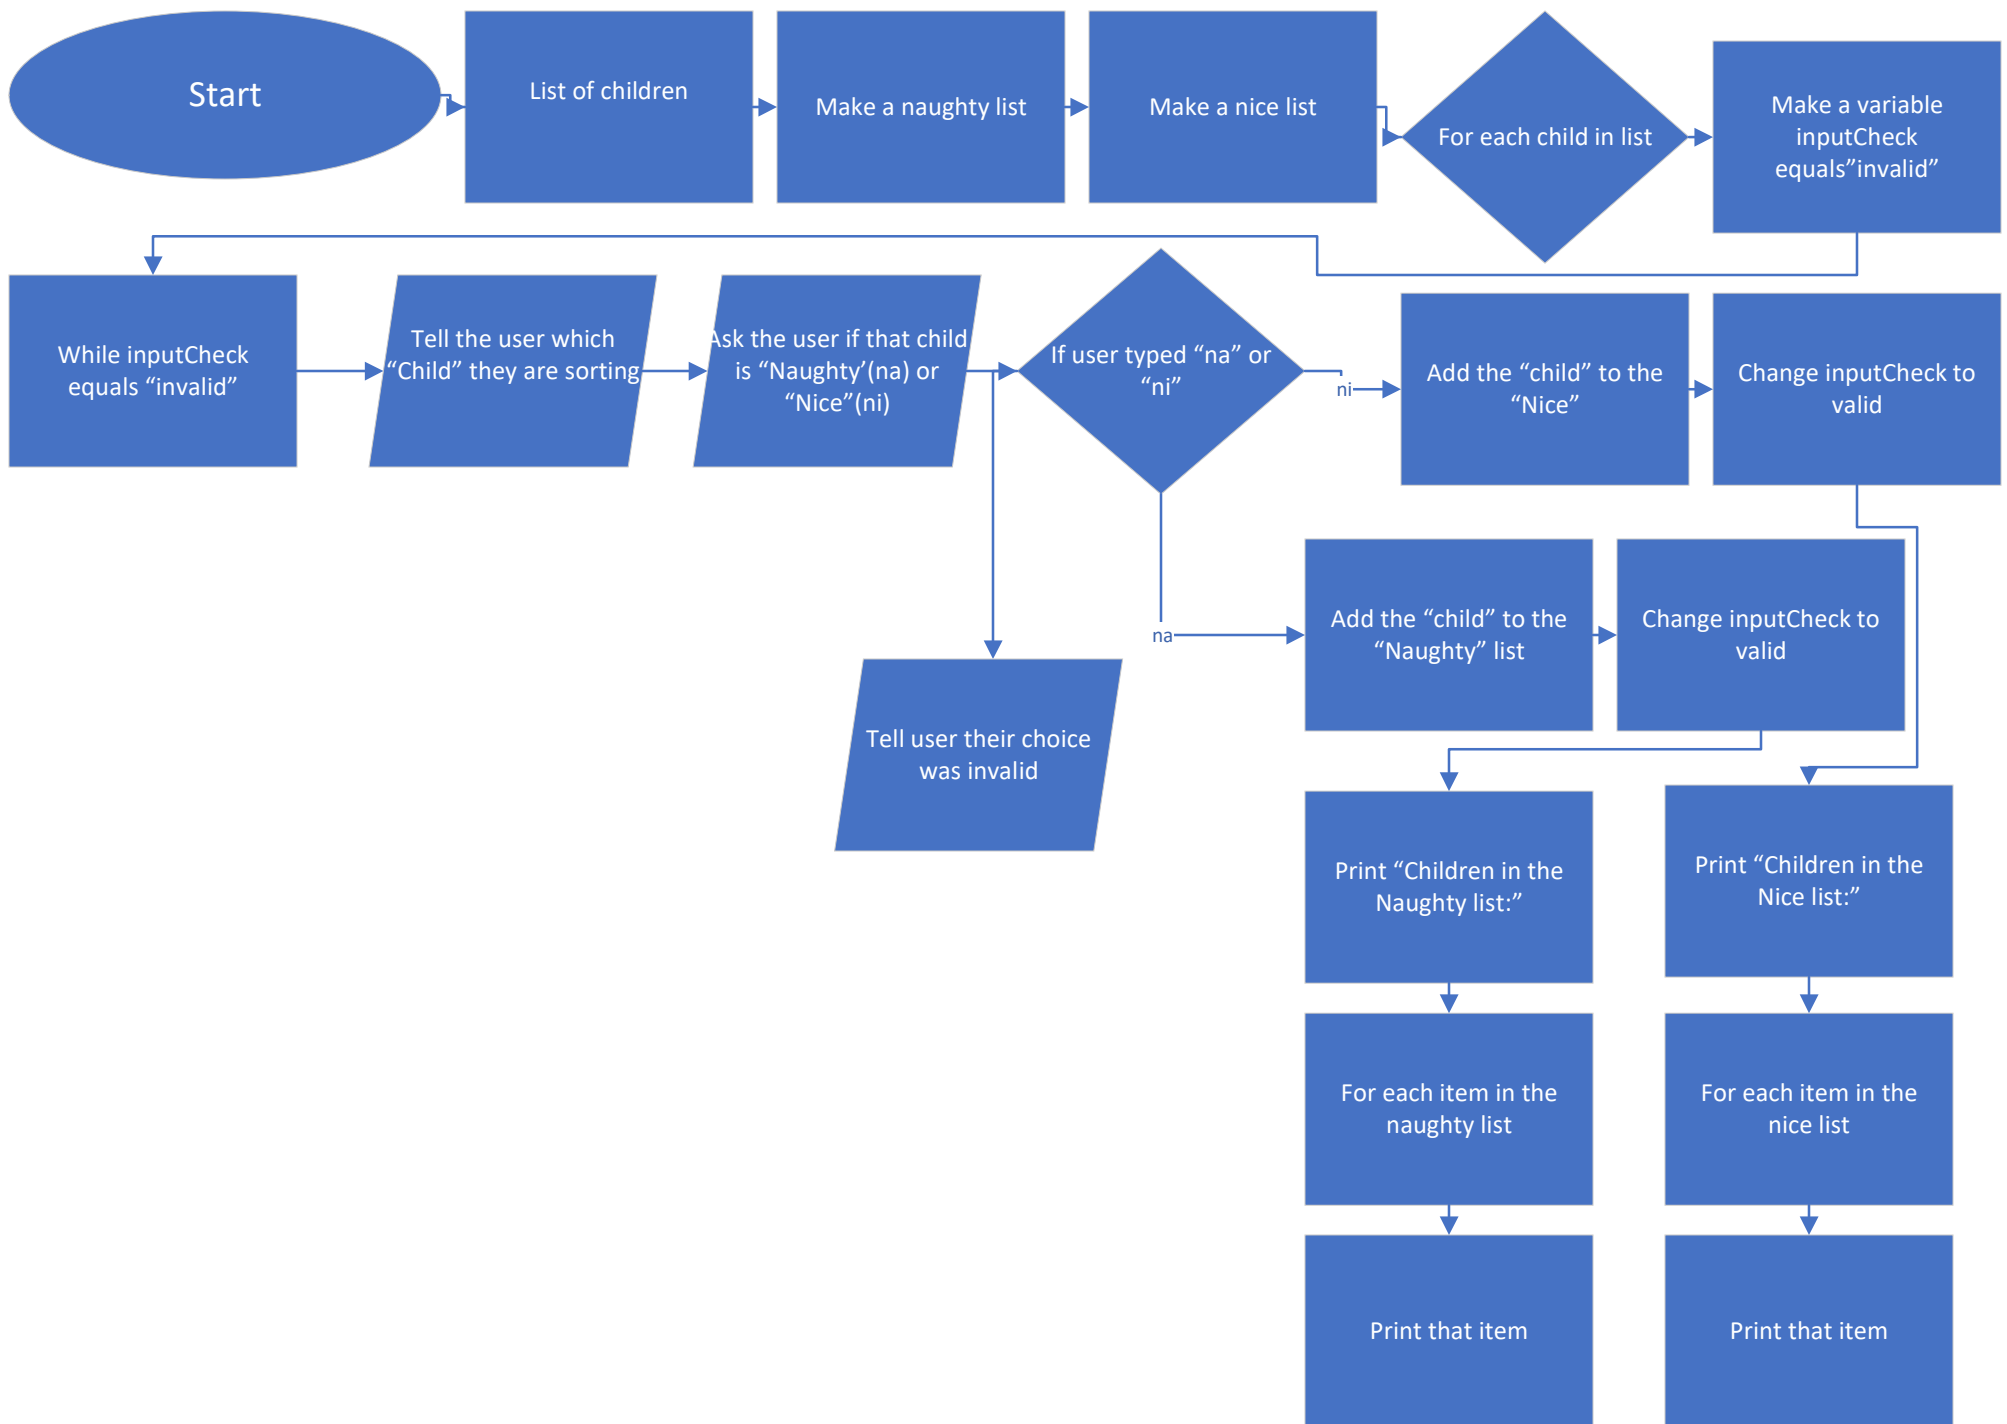 Start
List of children
Make a naughty list
Make a nice list
For each child in list
Make a variable
inputCheck
equals”invalid”
While inputCheck
equals “invalid”
Tell the user which
“Child” they are sorting
Ask the user if that child
is “Naughty’(na) or
“Nice”(ni)
If user typed “na” or
“ni”
ni
Add the “child” to the
“Nice”
Change inputCheck to
valid
na
Add the “child” to the
“Naughty” list
Change inputCheck to
valid
Tell user their choice
was invalid
Print “Children in the
Naughty list:”
Print “Children in the
Nice list:”
For each item in the
naughty list
For each item in the
nice list
Print that item
Print that item